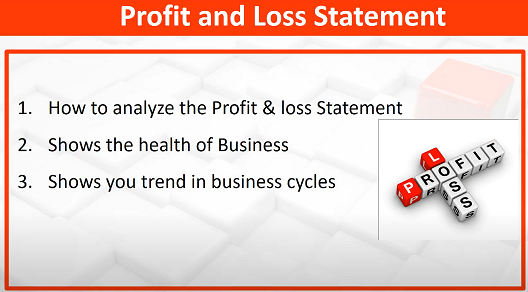 Profit and Loss Statement
1. How to analyze the Profit & loss Statement
2. Shows the health of Business
3. Shows you trend in business cycles
PROFIT
LOSS